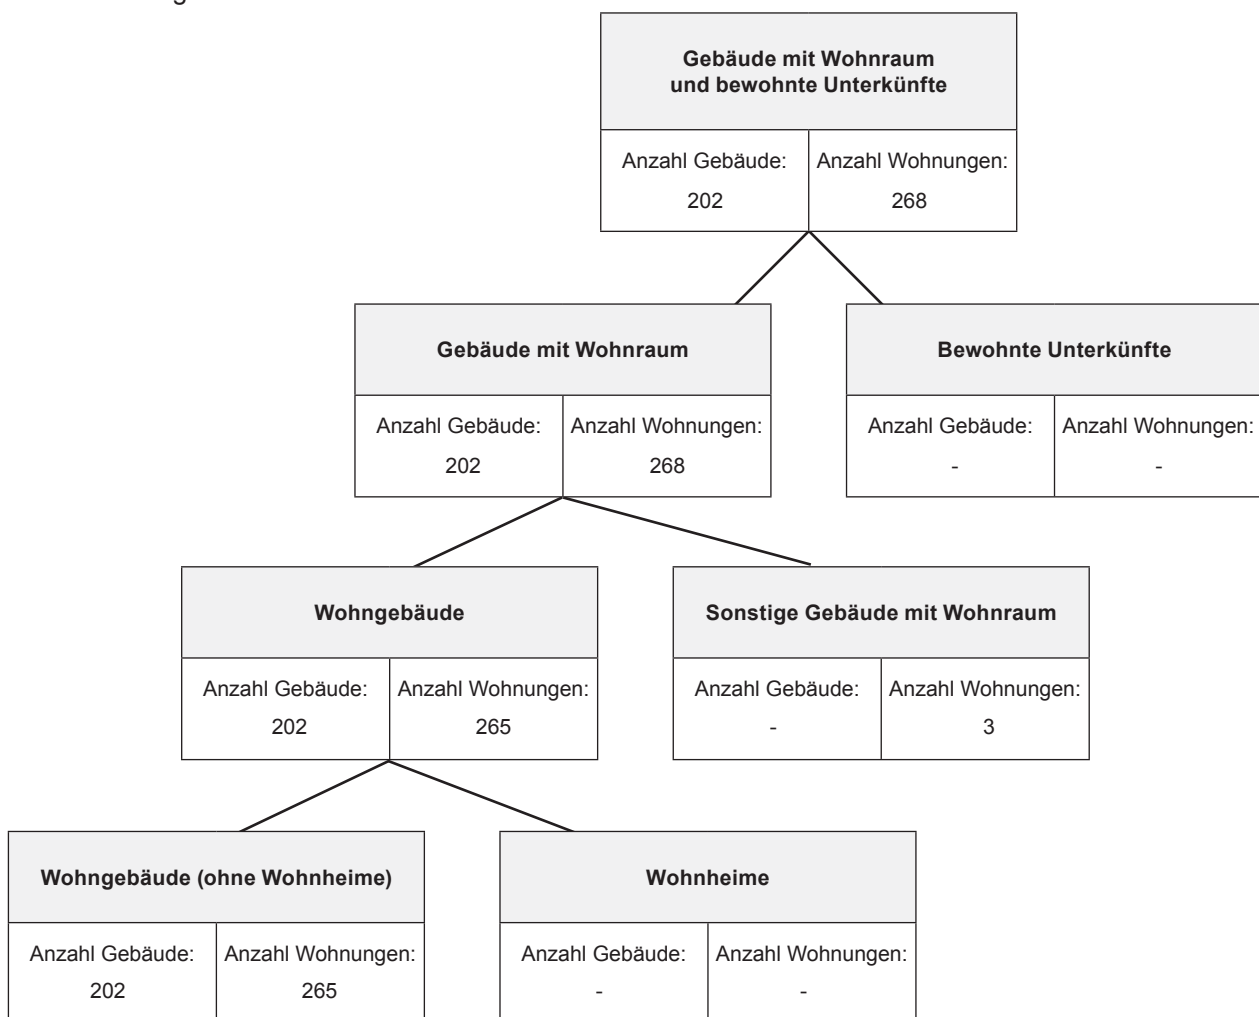 Gebäude mit Wohnraum
und bewohnte Unterkünfte
Anzahl Gebäude: Anzahl Wohnungen:
202 268
Gebäude mit Wohnraum
Anzahl Gebäude: Anzahl Wohnungen:
202 268
Bewohnte Unterkünfte
Anzahl Gebäude: Anzahl Wohnungen:
- -
Wohngebäude
Anzahl Gebäude: Anzahl Wohnungen:
202 265
Sonstige Gebäude mit Wohnraum
Anzahl Gebäude: Anzahl Wohnungen:
- 3
Wohngebäude (ohne Wohnheime)
Anzahl Gebäude: Anzahl Wohnungen:
202 265
Wohnheime
Anzahl Gebäude: Anzahl Wohnungen:
- -